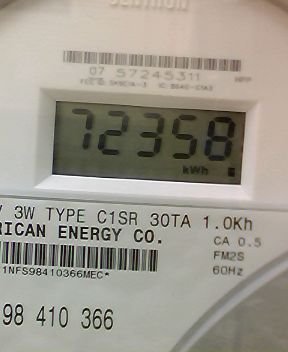 07 57245311
72358
kWh
3W TYPE C1SR 30TA 1.0Kh
RICAN ENERGY CO.
CA 0.5
FM2S
60Hz
1NFS98410366MEC*
98 410 366